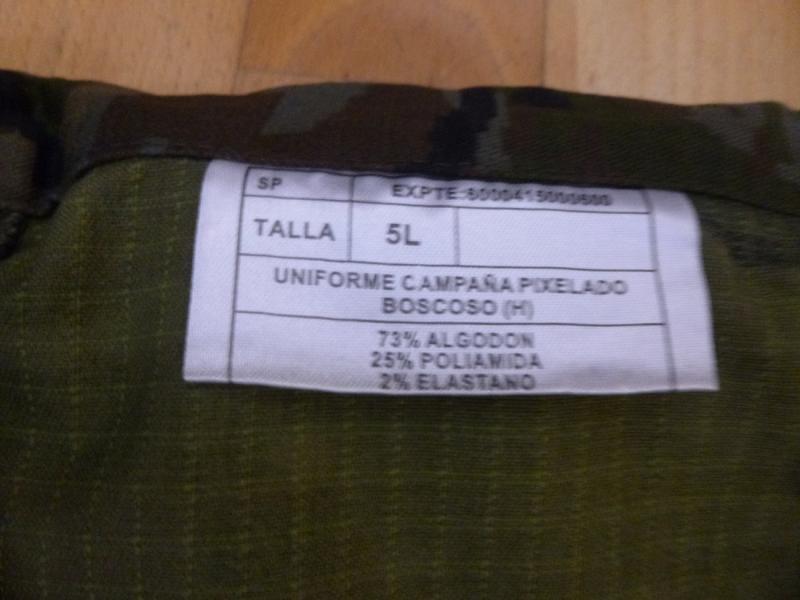 SP EXPTE:6000415000600
TALLA 5L
UNIFORME CAMPAÑA PIXELADO
BOSCOSO (H)
73% ALGODON
25% POLIAMIDA
2% ELASTANO